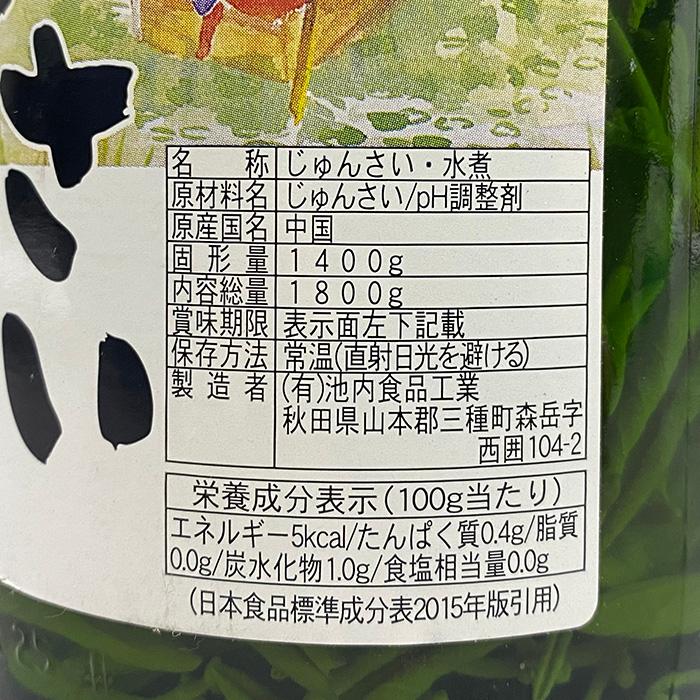 さい
名称 じゅんさい・水煮
原材料名 じゅんさい/pH調整剤
原産国名 中国
固形量 1400g
内容総量 1800g
賞味期限 表示面左下記載
保存方法 常温(直射日光を避ける)
製造者 (有)池内食品工業
秋田県山本郡三種町森岳字
西囲104-2
栄養成分表示(100g当たり)
エネルギー5kcal/たんぱく質0.4g/脂質
0.0g/炭水化物1.0g/食塩相当量0.0g
(日本食品標準成分表2015年版引用)